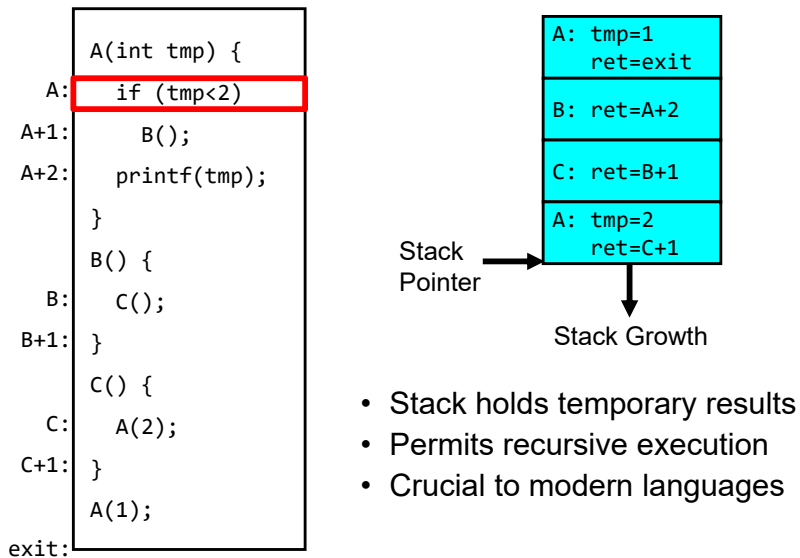 A(int tmp) {
A: if (tmp<2)
A+1: B();
A+2: printf(tmp);
}
B() {
B: C();
B+1: }
C() {
C: A(2);
C+1: }
A(1);
exit:
A: tmp=1
ret=exit
B: ret=A+2
C: ret=B+1
A: tmp=2
ret=C+1
Stack
Pointer
Stack Growth
• Stack holds temporary results
• Permits recursive execution
• Crucial to modern languages